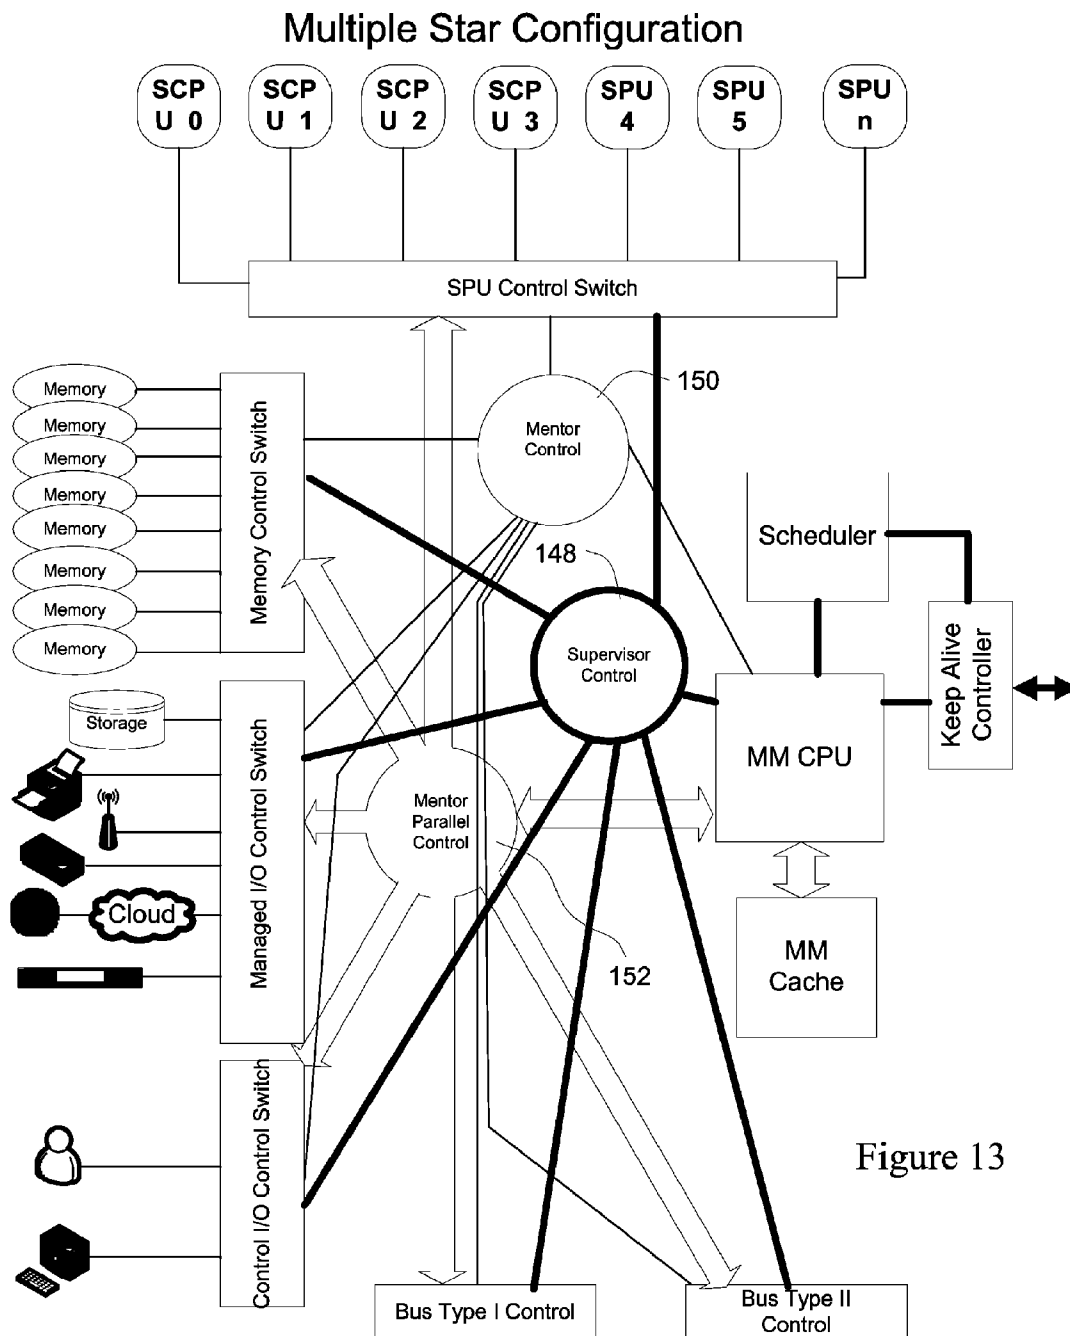 Multiple Star Configuration
SCP
U 0
SCP
U 1
SCP
U 2
SCP
U 3
SPU
4
SPU
5
SPU
n
SPU Control Switch
150
Mentor
Control
Memory
Memory
Memory
Memory
Memory
Memory
Memory
Memory
Memory Control Switch
148
Scheduler
Supervisor
Control
Keep Alive
Controller
MM CPU
Storage
Managed I/O Control Switch
Mentor
Parallel
Control
Cloud
152
MM
Cache
Control I/O Control Switch
Figure 13
Bus Type I Control
Bus Type II
Control